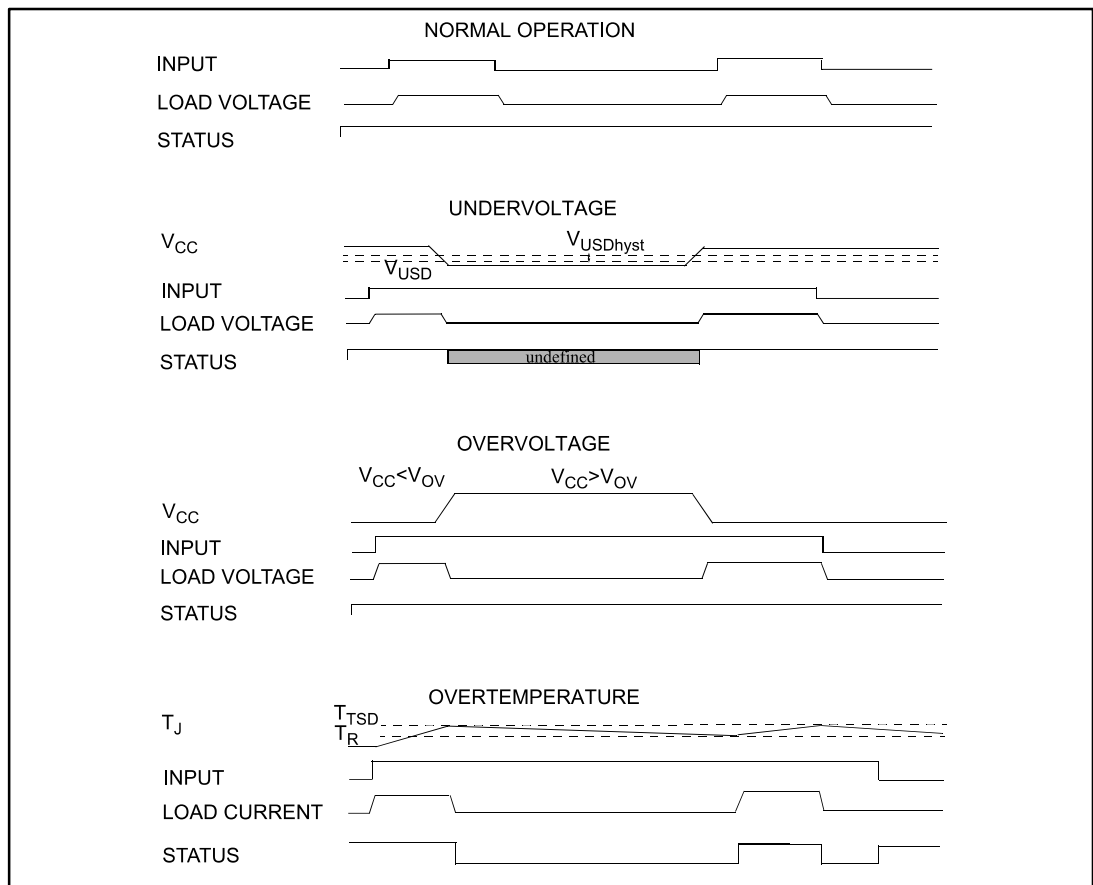 NORMAL OPERATION
INPUT
LOAD VOLTAGE
STATUS
UNDERVOLTAGE
VCC
VUSDhyst
VUSD
INPUT
LOAD VOLTAGE
STATUS
undefined
OVERVOLTAGE
VCC<VOV
VCC>VOV
VCC
INPUT
LOAD VOLTAGE
STATUS
OVERTEMPERATURE
TJ
TTSD
TR
INPUT
LOAD CURRENT
STATUS